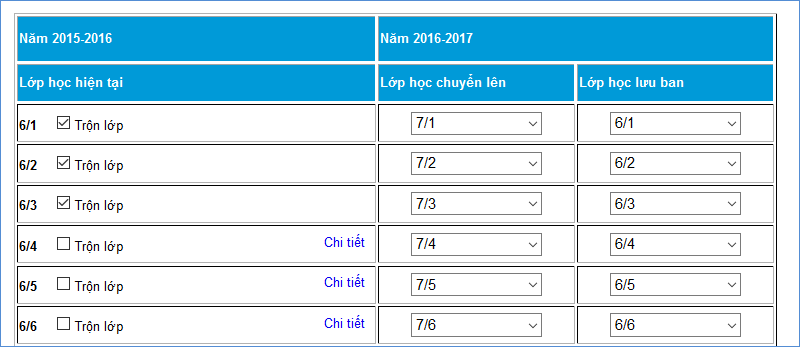 Năm 2015-2016 Năm 2016-2017
Lớp học hiện tại Lớp học chuyển lên Lớp học lưu ban
6/1 Trộn lớp 7/1 6/1
6/2 Trộn lớp 7/2 6/2
6/3 Trộn lớp 7/3 6/3
6/4 Trộn lớp Chi tiết 7/4 6/4
6/5 Trộn lớp Chi tiết 7/5 6/5
6/6 Trộn lớp Chi tiết 7/6 6/6